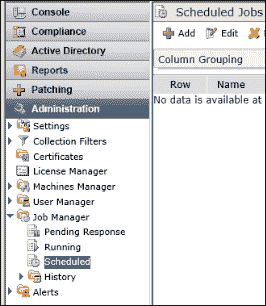 Console
Compliance
Active Directory
Reports
Patching
Administration
Settings
Collection Filters
Certificates
License Manager
Machines Manager
User Manager
Job Manager
Pending Response
Running
Scheduled
History
Alerts
Scheduled Jobs
Add Edit
Column Grouping
Row Name
No data is available at